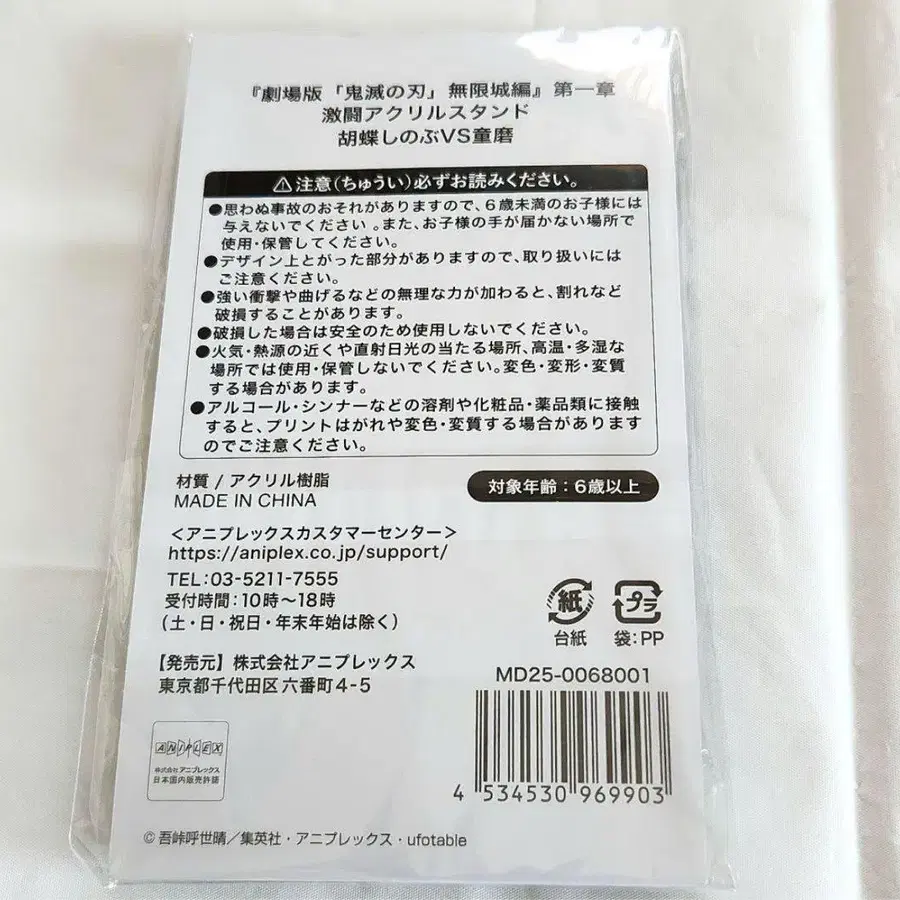 『劇場版「鬼滅の刃」無限城編』第一章
激闘アクリルスタンド
胡蝶しのぶVS童磨
⚠注意(ちゅうい)必ずお読みください。
●思わぬ事故のおそれがありますので、6歳未満のお子様には
与えないでください 。また、お子様の手が届かない場所で
使用・保管してください。
●デザイン上とがった部分がありますので、取り扱いには
ご注意ください。
●強い衝撃や曲げるなどの無理な力が加わると、割れなど
破損することがあります。
●破損した場合は安全のため使用しないでください。
●火気・熱源の近くや直射日光の当たる場所、高温・多湿な
場所では使用・保管しないでください。変色・変形・変質
する場合があります。
●アルコール・シンナーなどの溶剤や化粧品・薬品類に接触
すると、プリントはがれや変色・変質する場合があります
のでご注意ください。
材質 / アクリル樹脂
MADE IN CHINA
対象年齢:6歳以上
<アニプレックスカスタマーセンター>
https://aniplex.co.jp/support/
TEL:03-5211-7555
受付時間:10時~18時
(土・日・祝日・年末年始は除く)
紙
台紙
プラ
袋:PP
【発売元】株式会社アニプレックス
東京都千代田区六番町4-5
MD25-0068001
4 534530 969903
ANIPLEX
株式会社アニプレックス
日本国内販売許諾
© 吾峠呼世晴/集英社・アニプレックス・ufotable